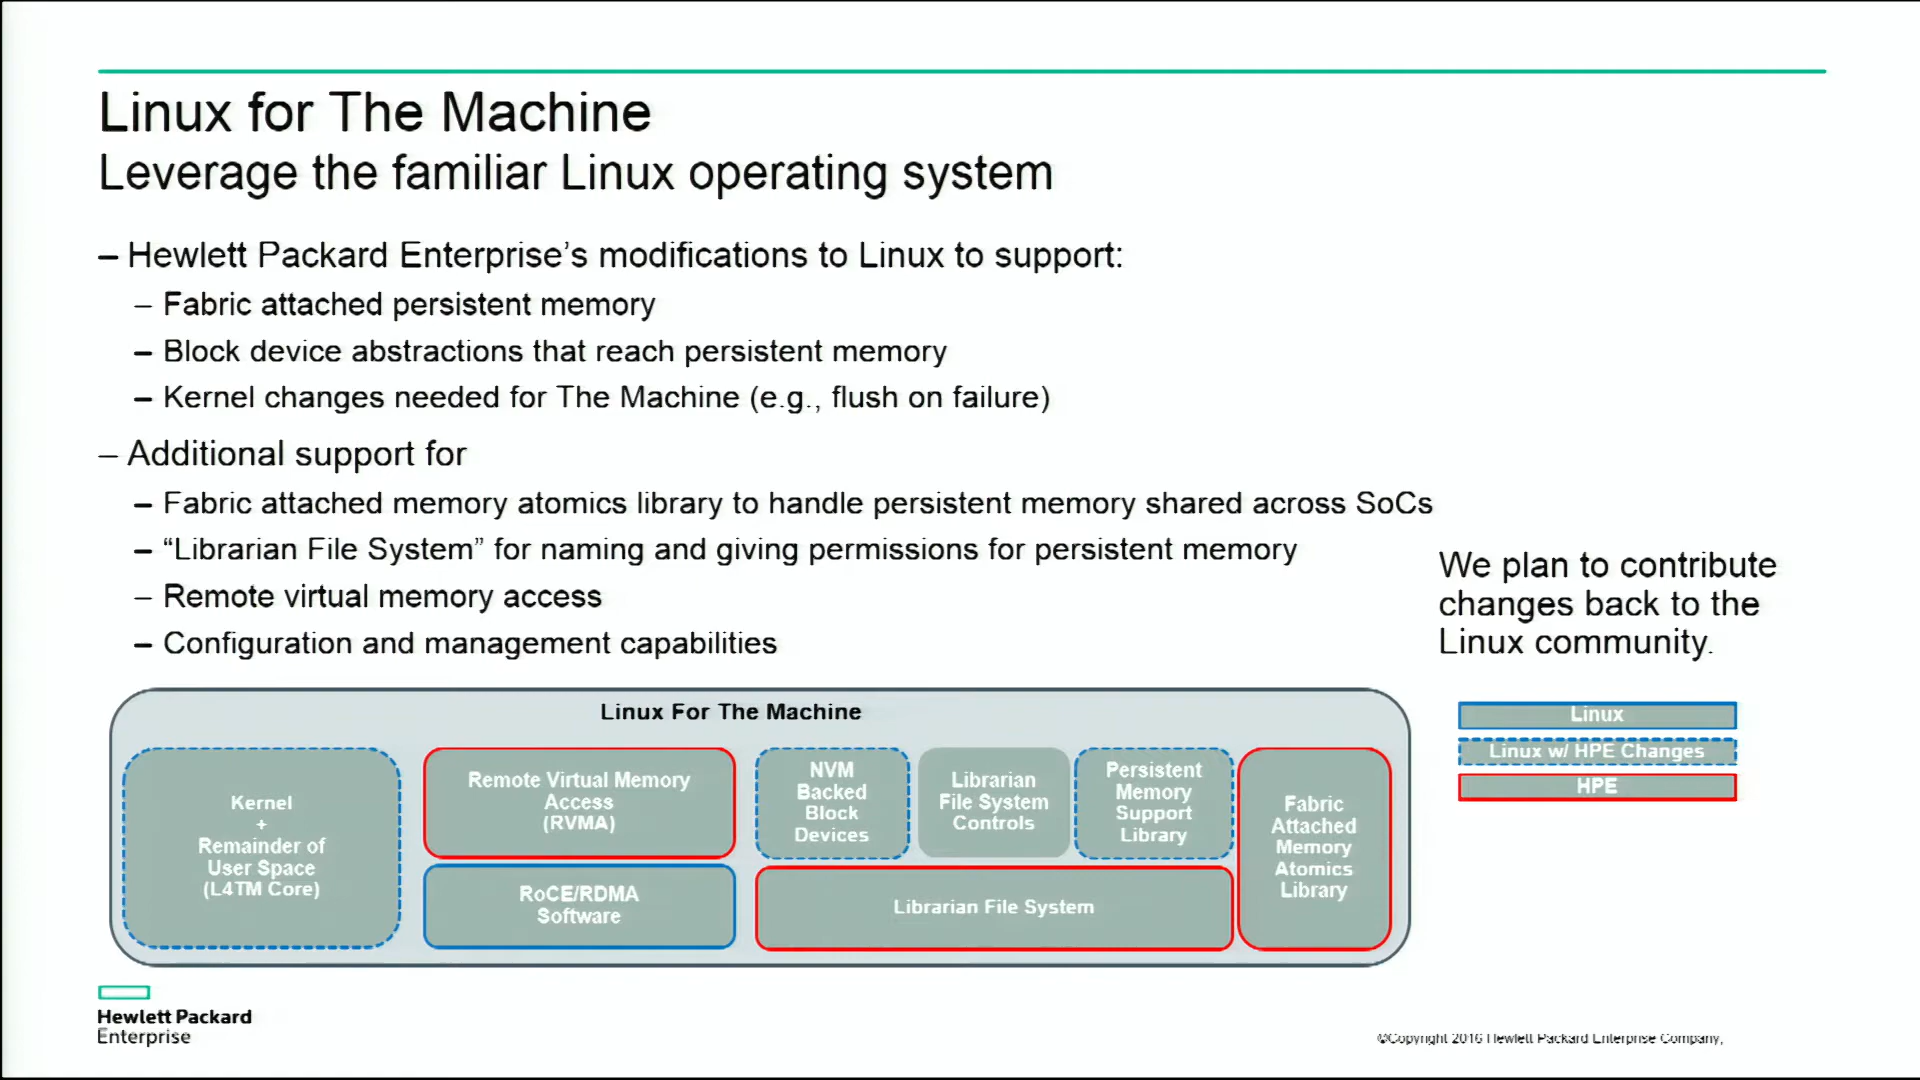 Linux for The Machine
Leverage the familiar Linux operating system
– Hewlett Packard Enterprise’s modifications to Linux to support:
– Fabric attached persistent memory
– Block device abstractions that reach persistent memory
– Kernel changes needed for The Machine (e.g., flush on failure)
– Additional support for
– Fabric attached memory atomics library to handle persistent memory shared across SoCs
– “Librarian File System” for naming and giving permissions for persistent memory
– Remote virtual memory access
– Configuration and management capabilities
We plan to contribute
changes back to the
Linux community.
Linux For The Machine
Kernel
+
Remainder of
User Space
(L4TM Core)
Remote Virtual Memory
Access
(RVMA)
RoCE/RDMA
Software
NVM
Backed
Block
Devices
Librarian
File System
Controls
Persistent
Memory
Support
Library
Librarian File System
Fabric
Attached
Memory
Atomics
Library
Linux
Linux w/ HPE Changes
HPE
Hewlett Packard
Enterprise
©Copyright 2016 Hewlett Packard Enterprise Company,